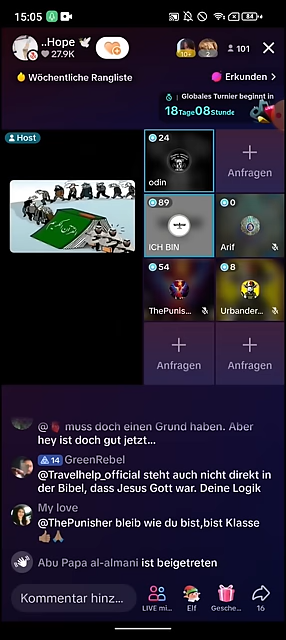 15:05
84
..Hope 🕊
27.9K
10+
2
101
Wöchentliche Rangliste
Erkunden >
Globales Turnier beginnt in
18Tage08Stunde
Host
24
odin
Anfragen
89
ICH BIN
0
Arif
54
ThePunis...
8
Urbander...
Anfragen
Anfragen
muss doch einen Grund haben. Aber
hey ist doch gut jetzt...
14 GreenRebel
@Travelhelp_official steht auch nicht direkt in
der Bibel, dass Jesus Gott war. Deine Logik
My love
@ThePunisher bleib wie du bist,bist Klasse
👍🏽🙏🏽
Abu Papa al-almani ist beigetreten
Kommentar hinz...
LIVE mi...
Elf
Gesche...
16